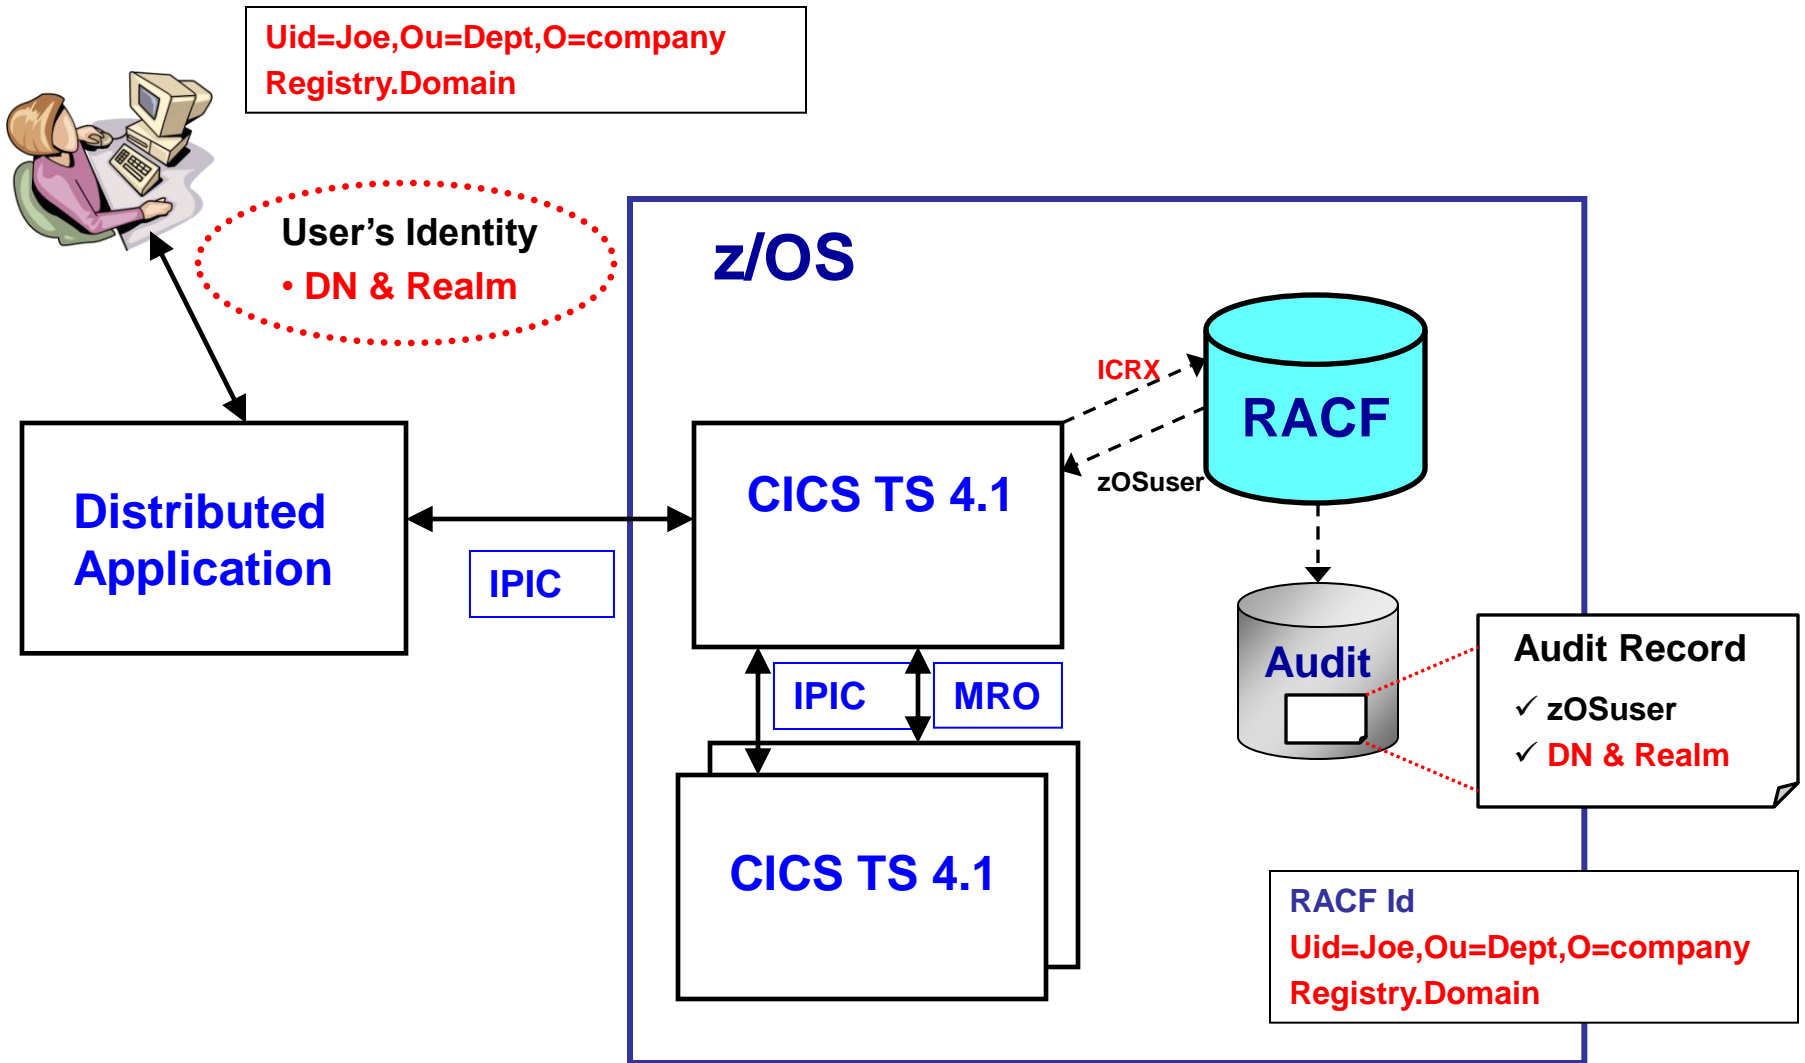 Uid=Joe,Ou=Dept,O=company
Registry.Domain
User’s Identity
• DN & Realm
z/OS
ICRX
RACF
zOSuser
CICS TS 4.1
Distributed
Application
IPIC
IPIC
MRO
Audit
Audit Record
✓ zOSuser
✓ DN & Realm
CICS TS 4.1
RACF Id
Uid=Joe,Ou=Dept,O=company
Registry.Domain